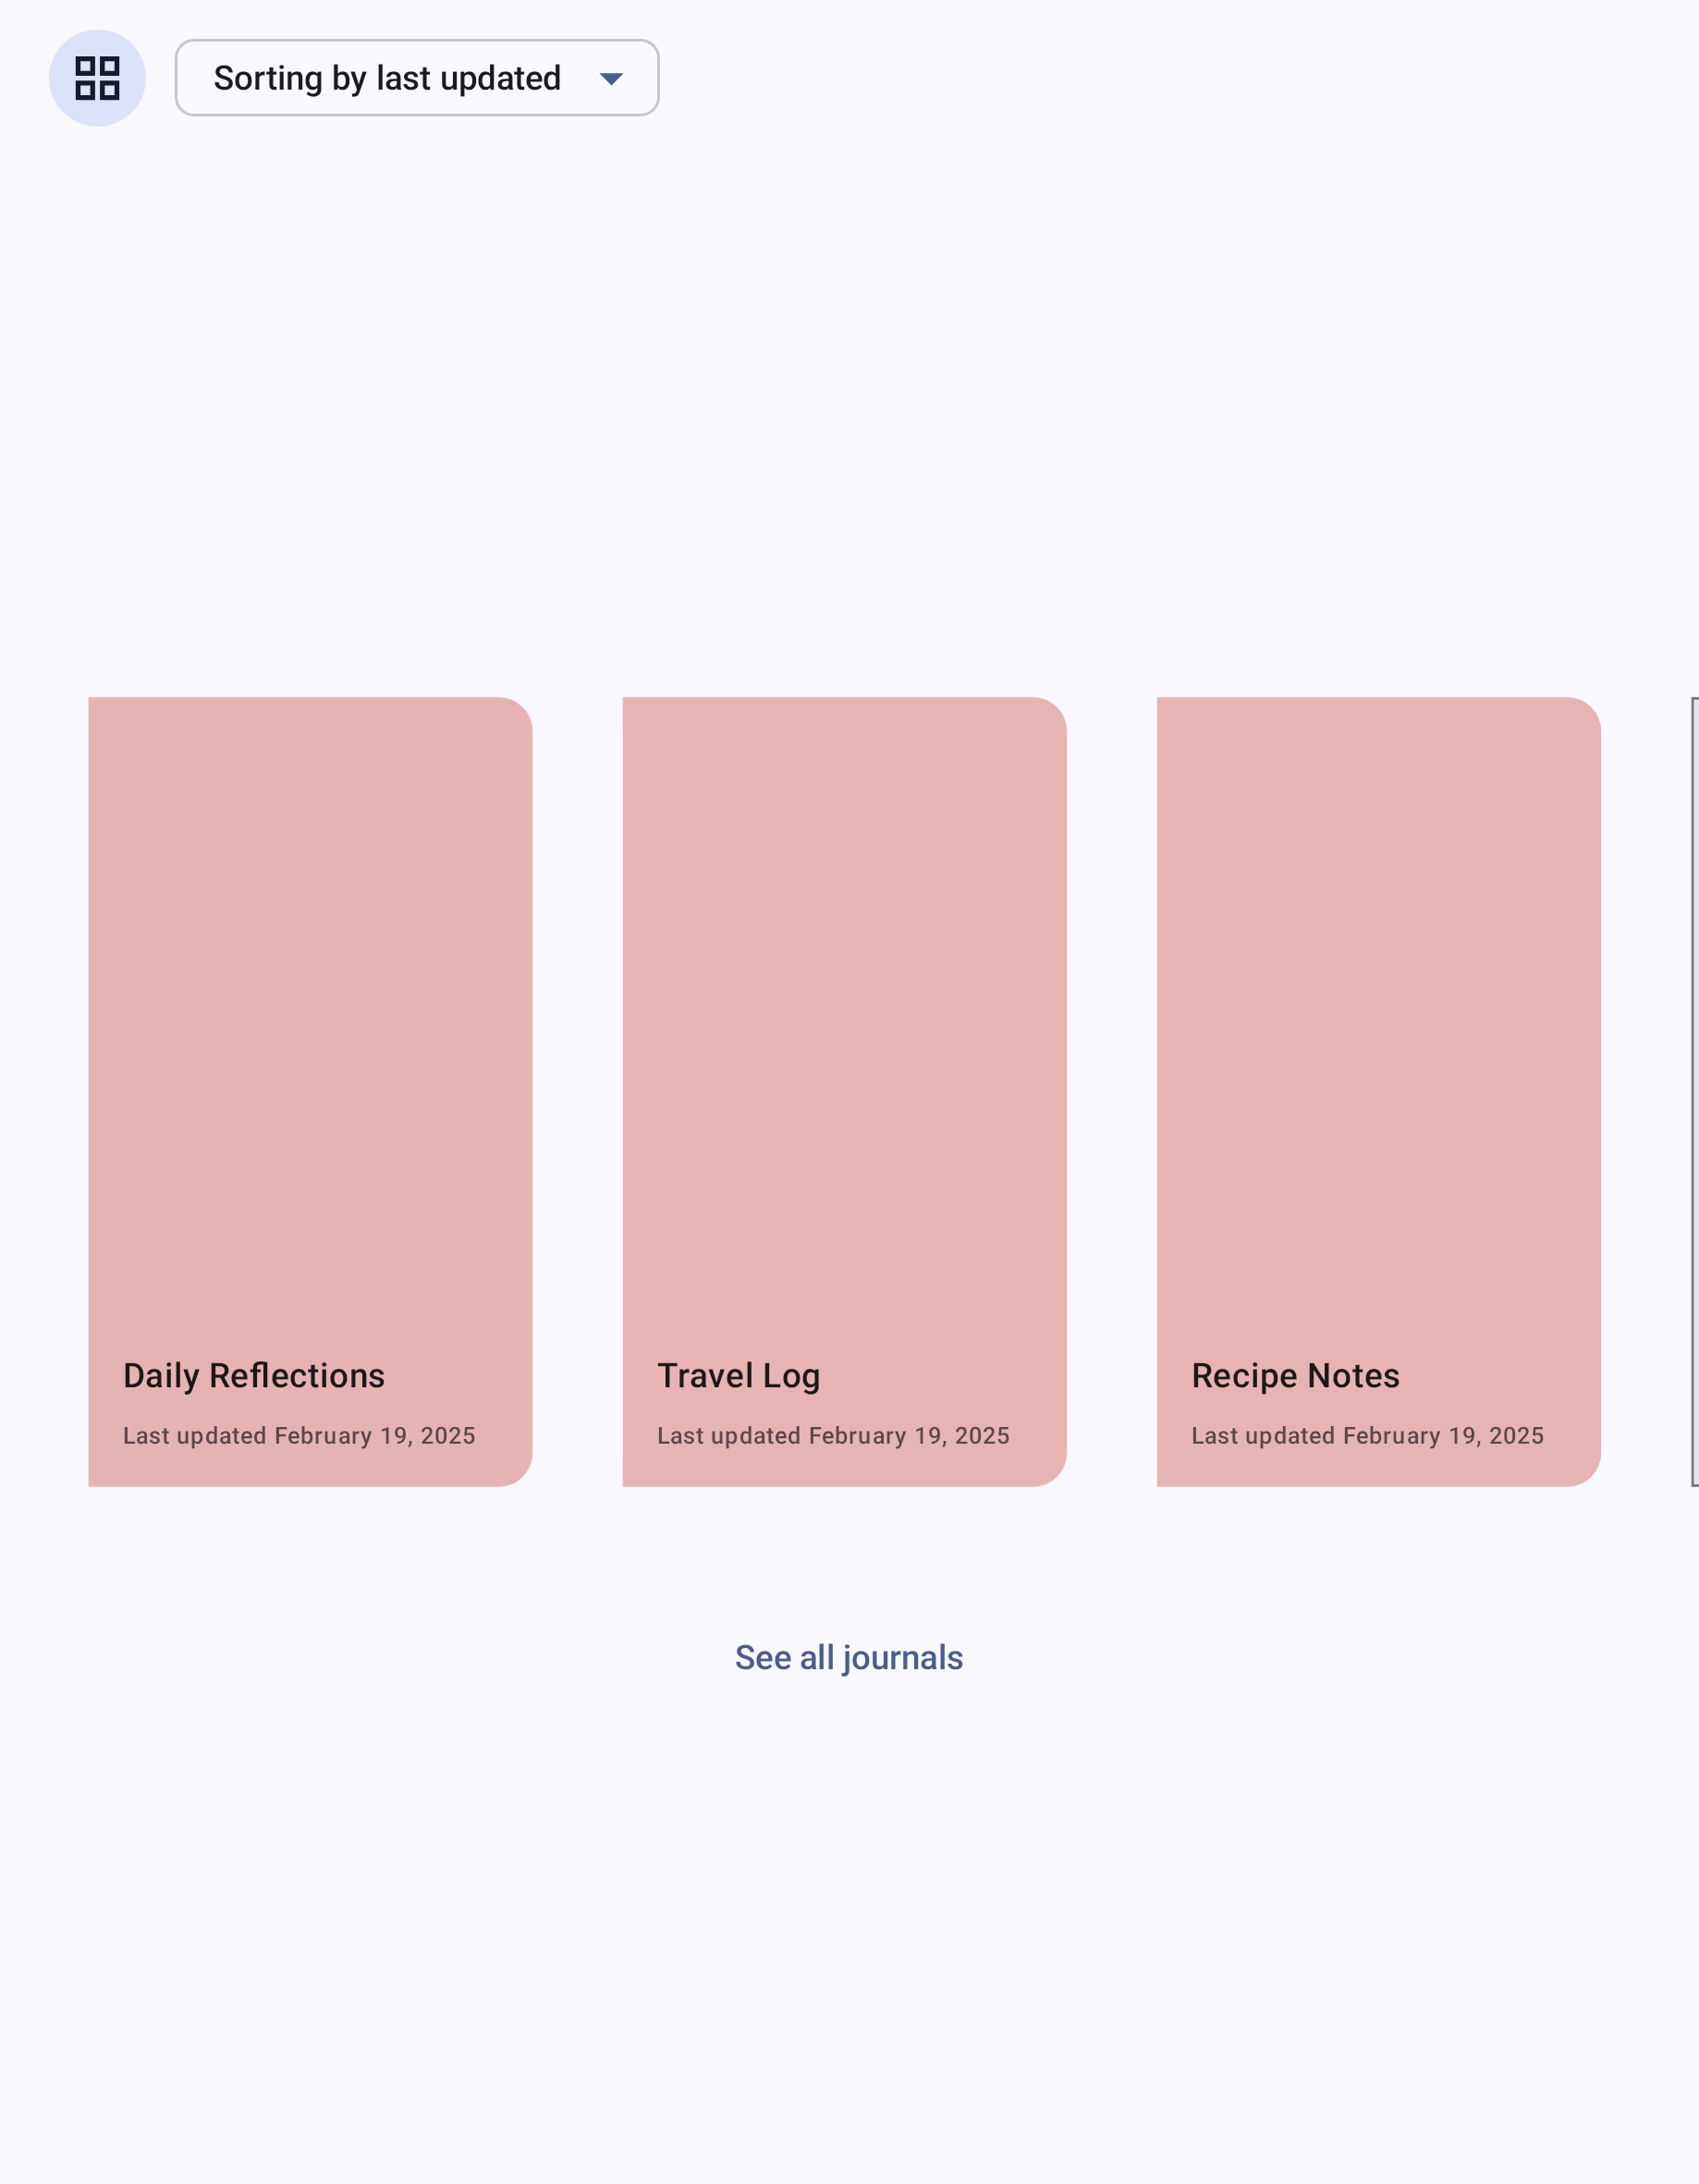 Sorting by last updated
Daily Reflections
Last updated February 19, 2025
Travel Log
Last updated February 19, 2025
Recipe Notes
Last updated February 19, 2025
See all journals